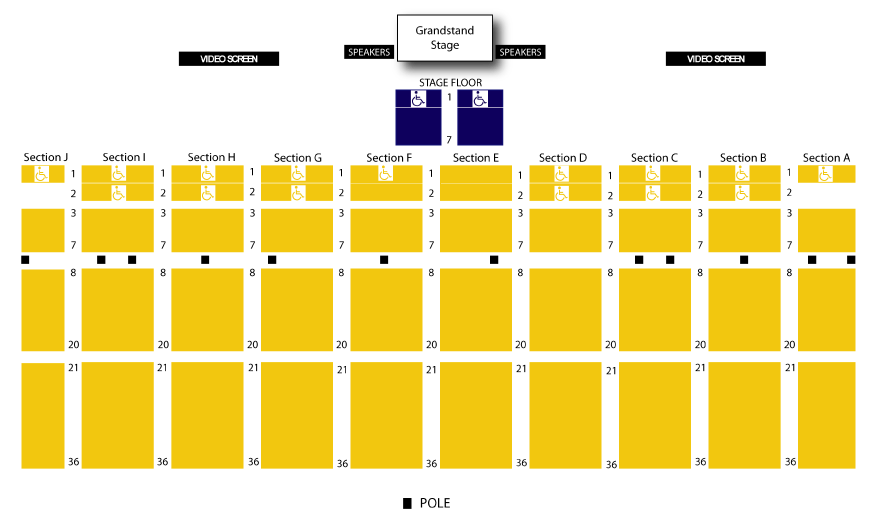 Grandstand
Stage
SPEAKERS SPEAKERS
VIDEO SCREEN VIDEO SCREEN
STAGE FLOOR
1
7
Section J Section I Section H Section G Section F Section E Section D Section C Section B Section A
1 1 1 1 1 1 1 1 1
2 2 2 2 2 2 2 2 2
3 3 3 3 3 3 3 3 3
7 7 7 7 7 7 7 7 7
8 8 8 8 8 8 8 8 8
20 20 20 20 20 20 20 20 20
21 21 21 21 21 21 21 21 21
36 36 36 36 36 36 36 36 36
POLE